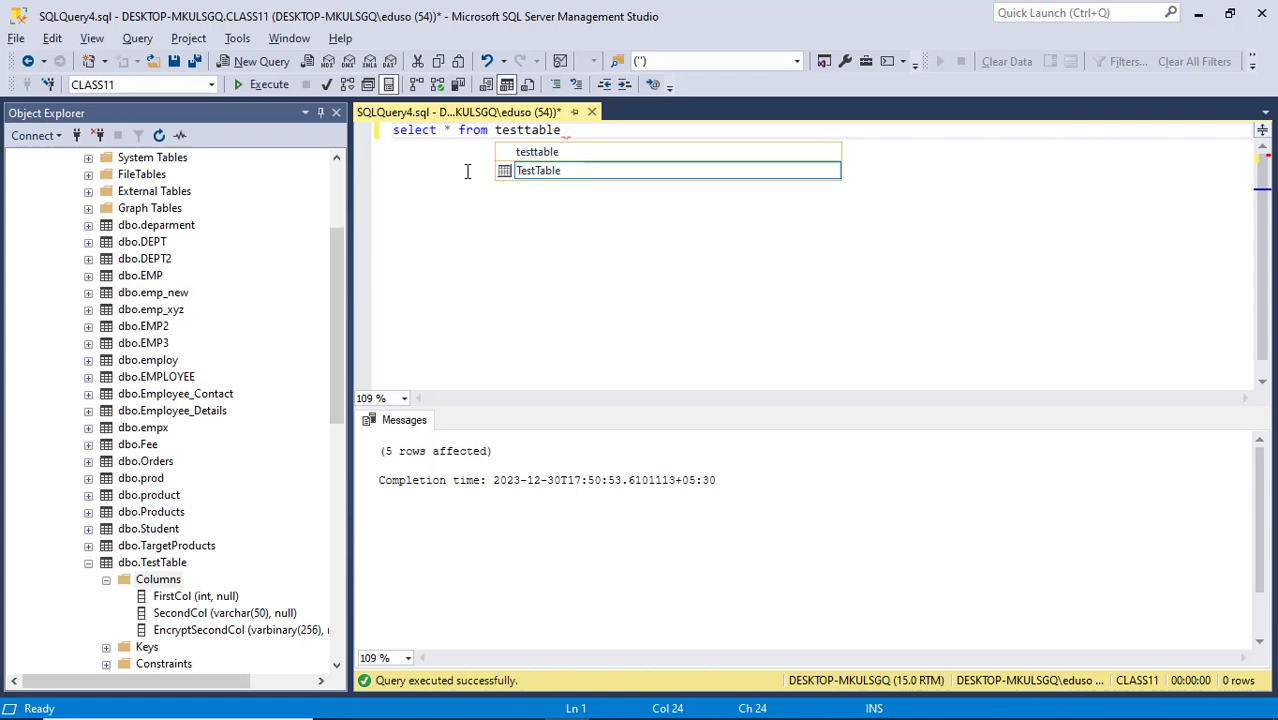 SQLQuery4.sql - DESKTOP-MKULSGQ.CLASS11 (DESKTOP-MKULSGQ\eduso (54))* - Microsoft SQL Server Management Studio
Quick Launch (Ctrl+Q)
File Edit View Query Project Tools Window Help
New Query MDX DMX XMLA DAX ('') Clear Data Filters... Clear All Filters
CLASS11 Execute
Object Explorer
SQLQuery4.sql - D...KULSGQ\eduso (54))*
Connect
select * from testtable
testtable
TestTable
System Tables
FileTables
External Tables
Graph Tables
dbo.deparment
dbo.DEPT
dbo.DEPT2
dbo.EMP
dbo.emp_new
dbo.emp_xyz
dbo.EMP2
dbo.EMP3
dbo.employ
dbo.EMPLOYEE
dbo.Employee_Contact
dbo.Employee_Details
dbo.empx
dbo.Fee
dbo.Orders
dbo.prod
dbo.product
dbo.Products
dbo.Student
dbo.TargetProducts
dbo.TestTable
Columns
FirstCol (int, null)
SecondCol (varchar(50), null)
EncryptSecondCol (varbinary(256), n
Keys
Constraints
109 %
Messages
(5 rows affected)
Completion time: 2023-12-30T17:50:53.6101113+05:30
109 %
Query executed successfully. DESKTOP-MKULSGQ (15.0 RTM) DESKTOP-MKULSGQ\eduso ... CLASS11 00:00:00 0 rows
Ready Ln 1 Col 24 Ch 24 INS